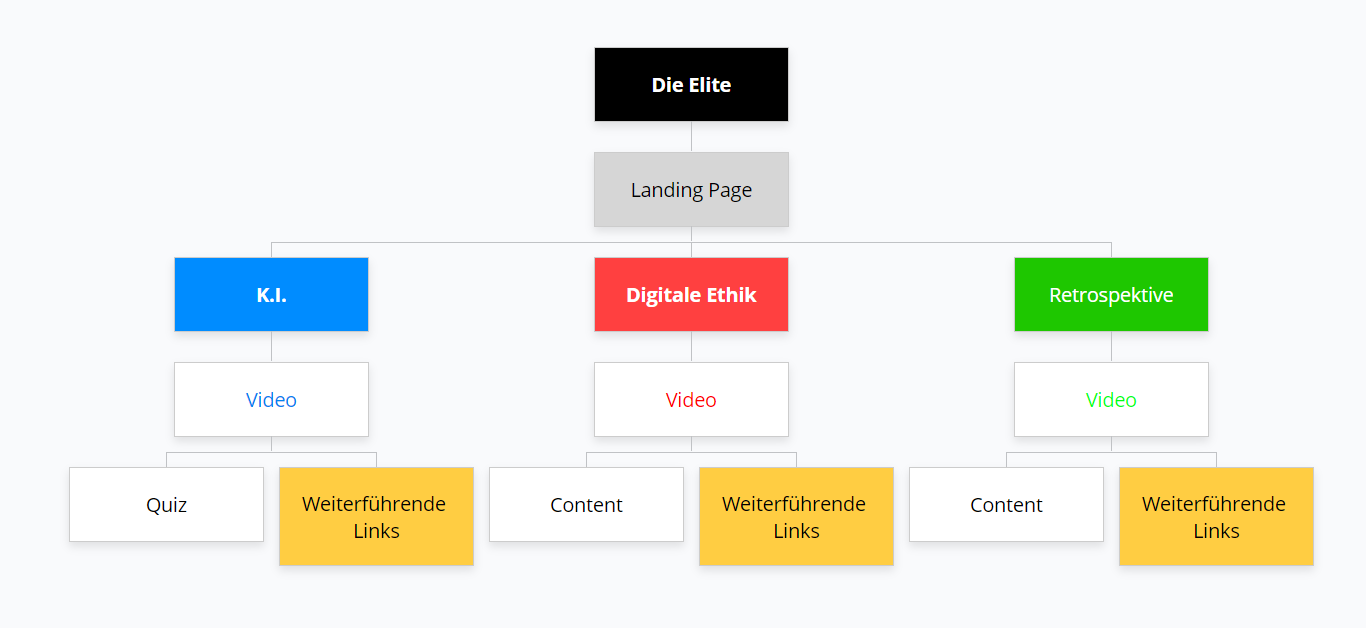 Die Elite
Landing Page
K.I.
Digitale Ethik
Retrospektive
Video
Video
Video
Quiz
Weiterführende
Links
Content
Weiterführende
Links
Content
Weiterführende
Links